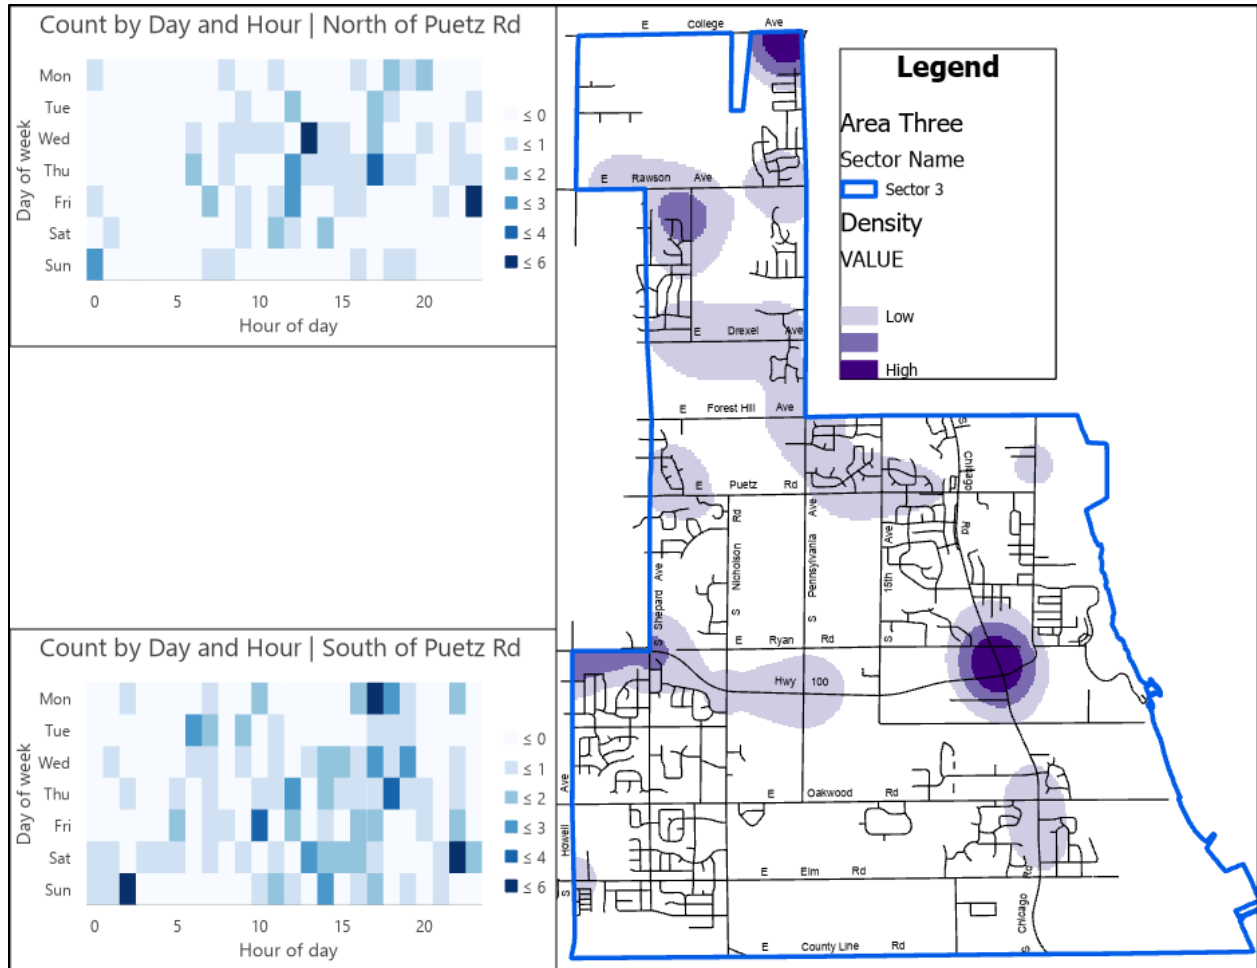 Count by Day and Hour | North of Puetz Rd
Day of week
Mon
Tue
Wed
Thu
Fri
Sat
Sun
0 5 10 15 20
Hour of day
≤ 0
≤ 1
≤ 2
≤ 3
≤ 4
≤ 6
Count by Day and Hour | South of Puetz Rd
Day of week
Mon
Tue
Wed
Thu
Fri
Sat
Sun
0 5 10 15 20
Hour of day
≤ 0
≤ 1
≤ 2
≤ 3
≤ 4
≤ 6
E College Ave
E Rawson Ave
E Drexel Ave
E Forest Hill Ave
E Puetz Rd
S Chicago Rd
S Shepard Ave
S Nicholson Rd
S Pennsylvania Ave
S 15th Ave
E Ryan Rd
Hwy 100
E Oakwood Rd
S Howell Ave
E Elm Rd
S Chicago Rd
E County Line Rd
Legend
Area Three
Sector Name
Sector 3
Density
VALUE
Low
High